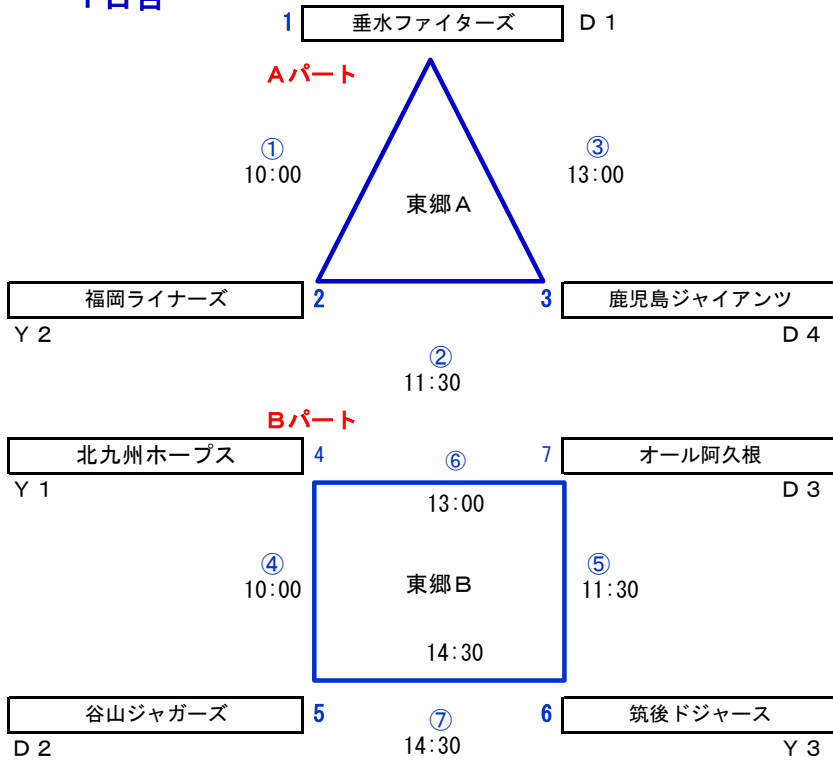 1 垂水ファイターズ Ｄ１
Ａパート
① ③
10:00 13:00
東郷Ａ
福岡ライナーズ 2 3 鹿児島ジャイアンツ
Ｙ２ Ｄ４
②
11:30
Ｂパート
北九州ホープス 4 7 オール阿久根
Ｙ１ ⑥ Ｄ３
13:00
④ ⑤
10:00 東郷Ｂ 11:30
14:30
谷山ジャガーズ 5 6 筑後ドジャース
Ｄ２ ⑦ Ｙ３
14:30